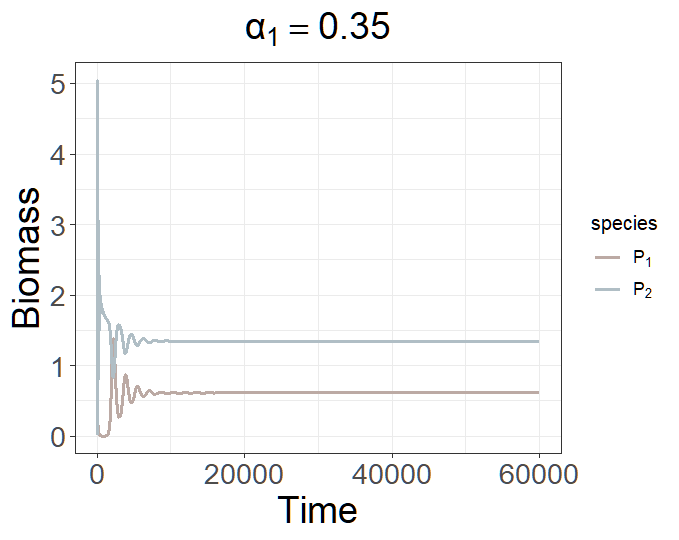 α₁ = 0.35
Biomass
5
4
3
2
1
0
0 20000 40000 60000
Time
species
P₁
P₂